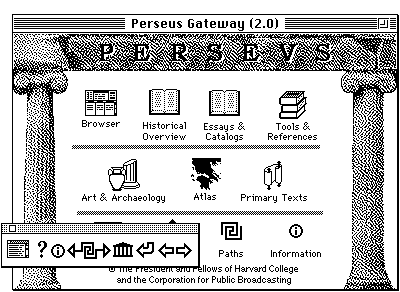 Perseus Gateway (2.0)
PERSEVS
Browser
Historical
Overview
Essays &
Catalogs
Tools &
References
Art & Archaeology
Atlas
Primary Texts
?
Paths
Information
© The President and Fellows of Harvard College
and the Corporation for Public Broadcasting